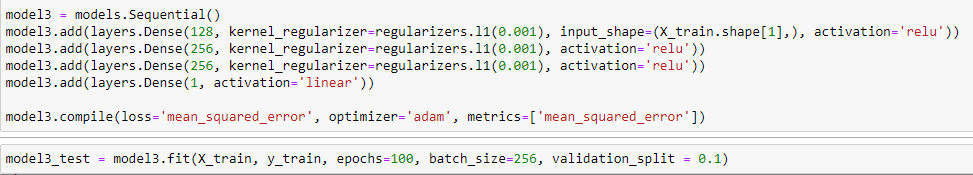 model3 = models.Sequential()
model3.add(layers.Dense(128, kernel_regularizer=regularizers.l1(0.001), input_shape=(X_train.shape[1],), activation='relu'))
model3.add(layers.Dense(256, kernel_regularizer=regularizers.l1(0.001), activation='relu'))
model3.add(layers.Dense(256, kernel_regularizer=regularizers.l1(0.001), activation='relu'))
model3.add(layers.Dense(1, activation='linear'))
model3.compile(loss='mean_squared_error', optimizer='adam', metrics=['mean_squared_error'])
model3_test = model3.fit(X_train, y_train, epochs=100, batch_size=256, validation_split = 0.1)